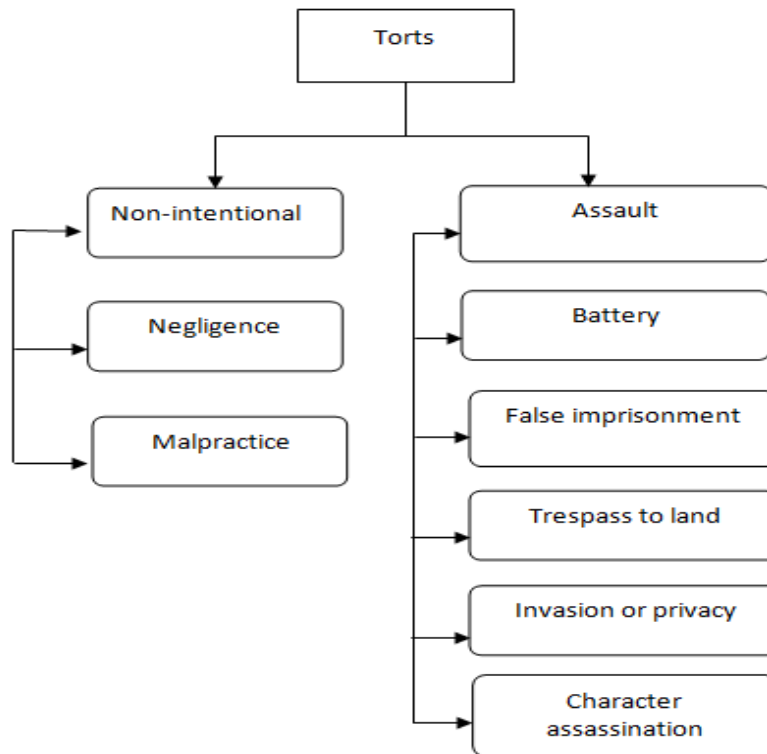 Torts
Non-intentional
Negligence
Malpractice
Assault
Battery
False imprisonment
Trespass to land
Invasion or privacy
Character
assassination